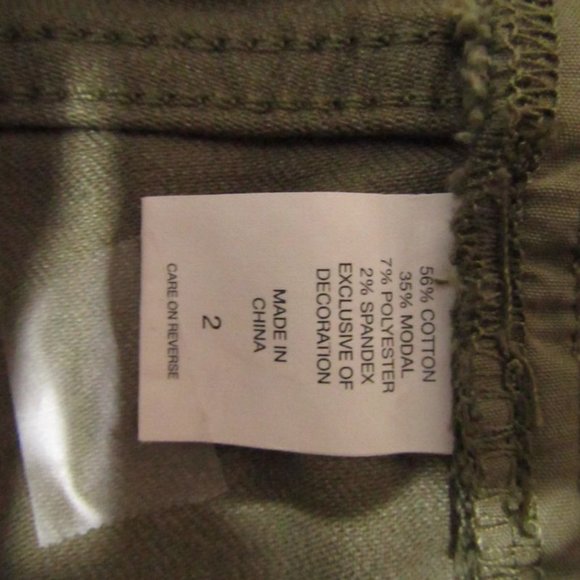 56% COTTON
35% MODAL
7% POLYESTER
2% SPANDEX
EXCLUSIVE OF
DECORATION
MADE IN
CHINA
2
CARE ON REVERSE